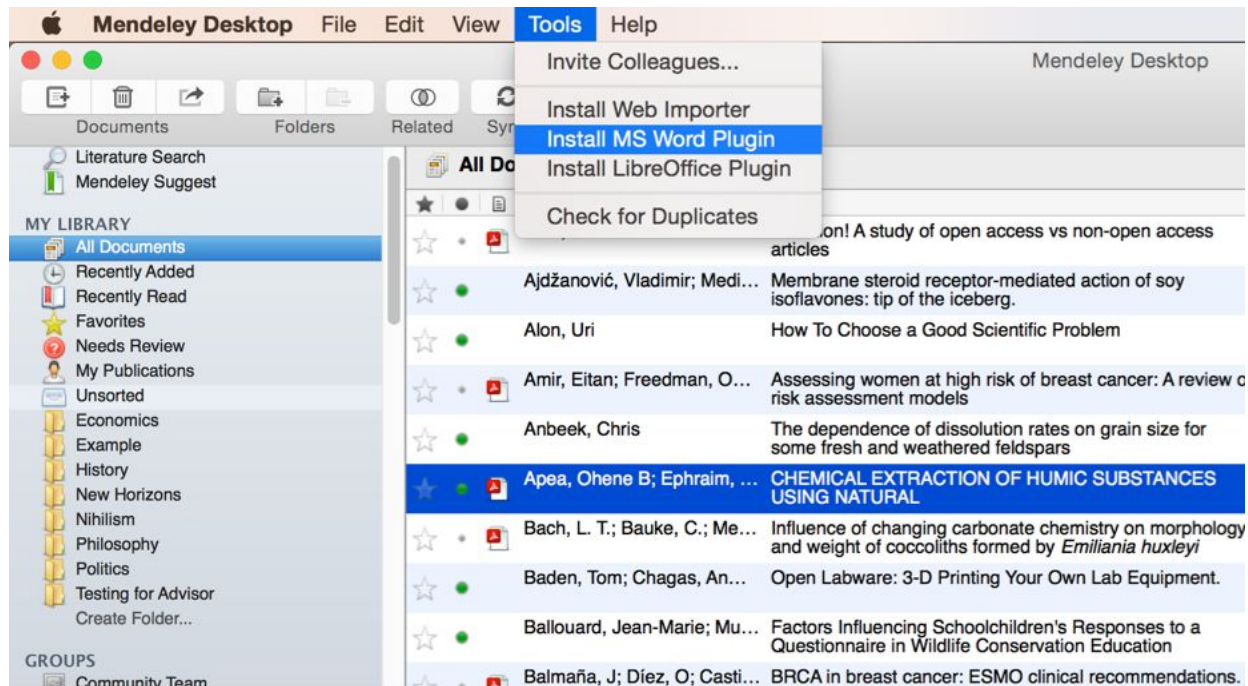 Mendeley Desktop File Edit View Tools Help
Mendeley Desktop
Invite Colleagues...
Install Web Importer
Install MS Word Plugin
Install LibreOffice Plugin
Check for Duplicates
Documents Folders Related Syn
Literature Search
Mendeley Suggest
MY LIBRARY
All Documents
Recently Added
Recently Read
Favorites
Needs Review
My Publications
Unsorted
Economics
Example
History
New Horizons
Nihilism
Philosophy
Politics
Testing for Advisor
Create Folder...
GROUPS
Community Team
All Do
on! A study of open access vs non-open access
articles
Ajdžanović, Vladimir; Medi... Membrane steroid receptor-mediated action of soy
isoflavones: tip of the iceberg.
Alon, Uri How To Choose a Good Scientific Problem
Amir, Eitan; Freedman, O... Assessing women at high risk of breast cancer: A review o
risk assessment models
Anbeek, Chris The dependence of dissolution rates on grain size for
some fresh and weathered feldspars
Apea, Ohene B; Ephraim, ... CHEMICAL EXTRACTION OF HUMIC SUBSTANCES
USING NATURAL
Bach, L. T.; Bauke, C.; Me... Influence of changing carbonate chemistry on morphology
and weight of coccoliths formed by Emiliania huxleyi
Baden, Tom; Chagas, An... Open Labware: 3-D Printing Your Own Lab Equipment.
Ballouard, Jean-Marie; Mu... Factors Influencing Schoolchildren's Responses to a
Questionnaire in Wildlife Conservation Education
Balmaña, J; Díez, O; Casti... BRCA in breast cancer: ESMO clinical recommendations.